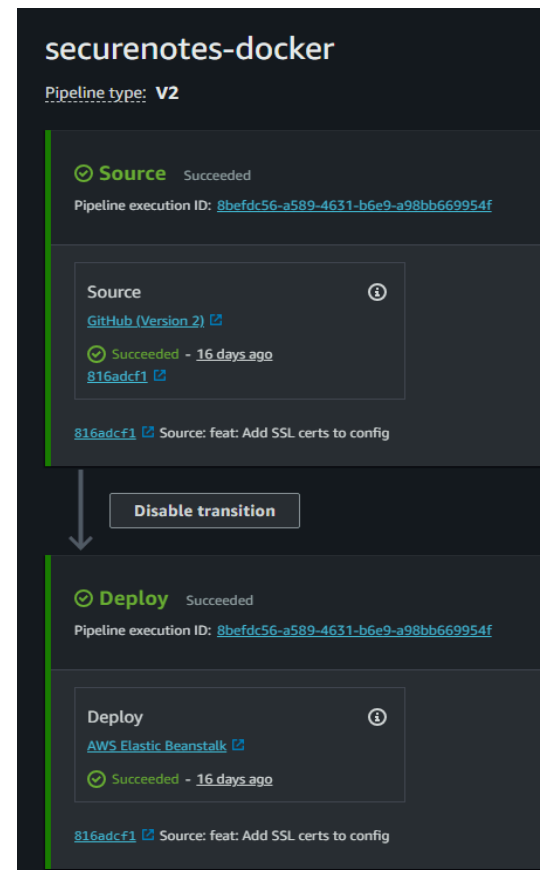 securenotes-docker
Pipeline type: V2
Source Succeeded
Pipeline execution ID: 8befdc56-a589-4631-b6e9-a98bb669954f
Source
GitHub (Version 2)
Succeeded - 16 days ago
816adcf1
816adcf1 Source: feat: Add SSL certs to config
Disable transition
Deploy Succeeded
Pipeline execution ID: 8befdc56-a589-4631-b6e9-a98bb669954f
Deploy
AWS Elastic Beanstalk
Succeeded - 16 days ago
816adcf1 Source: feat: Add SSL certs to config